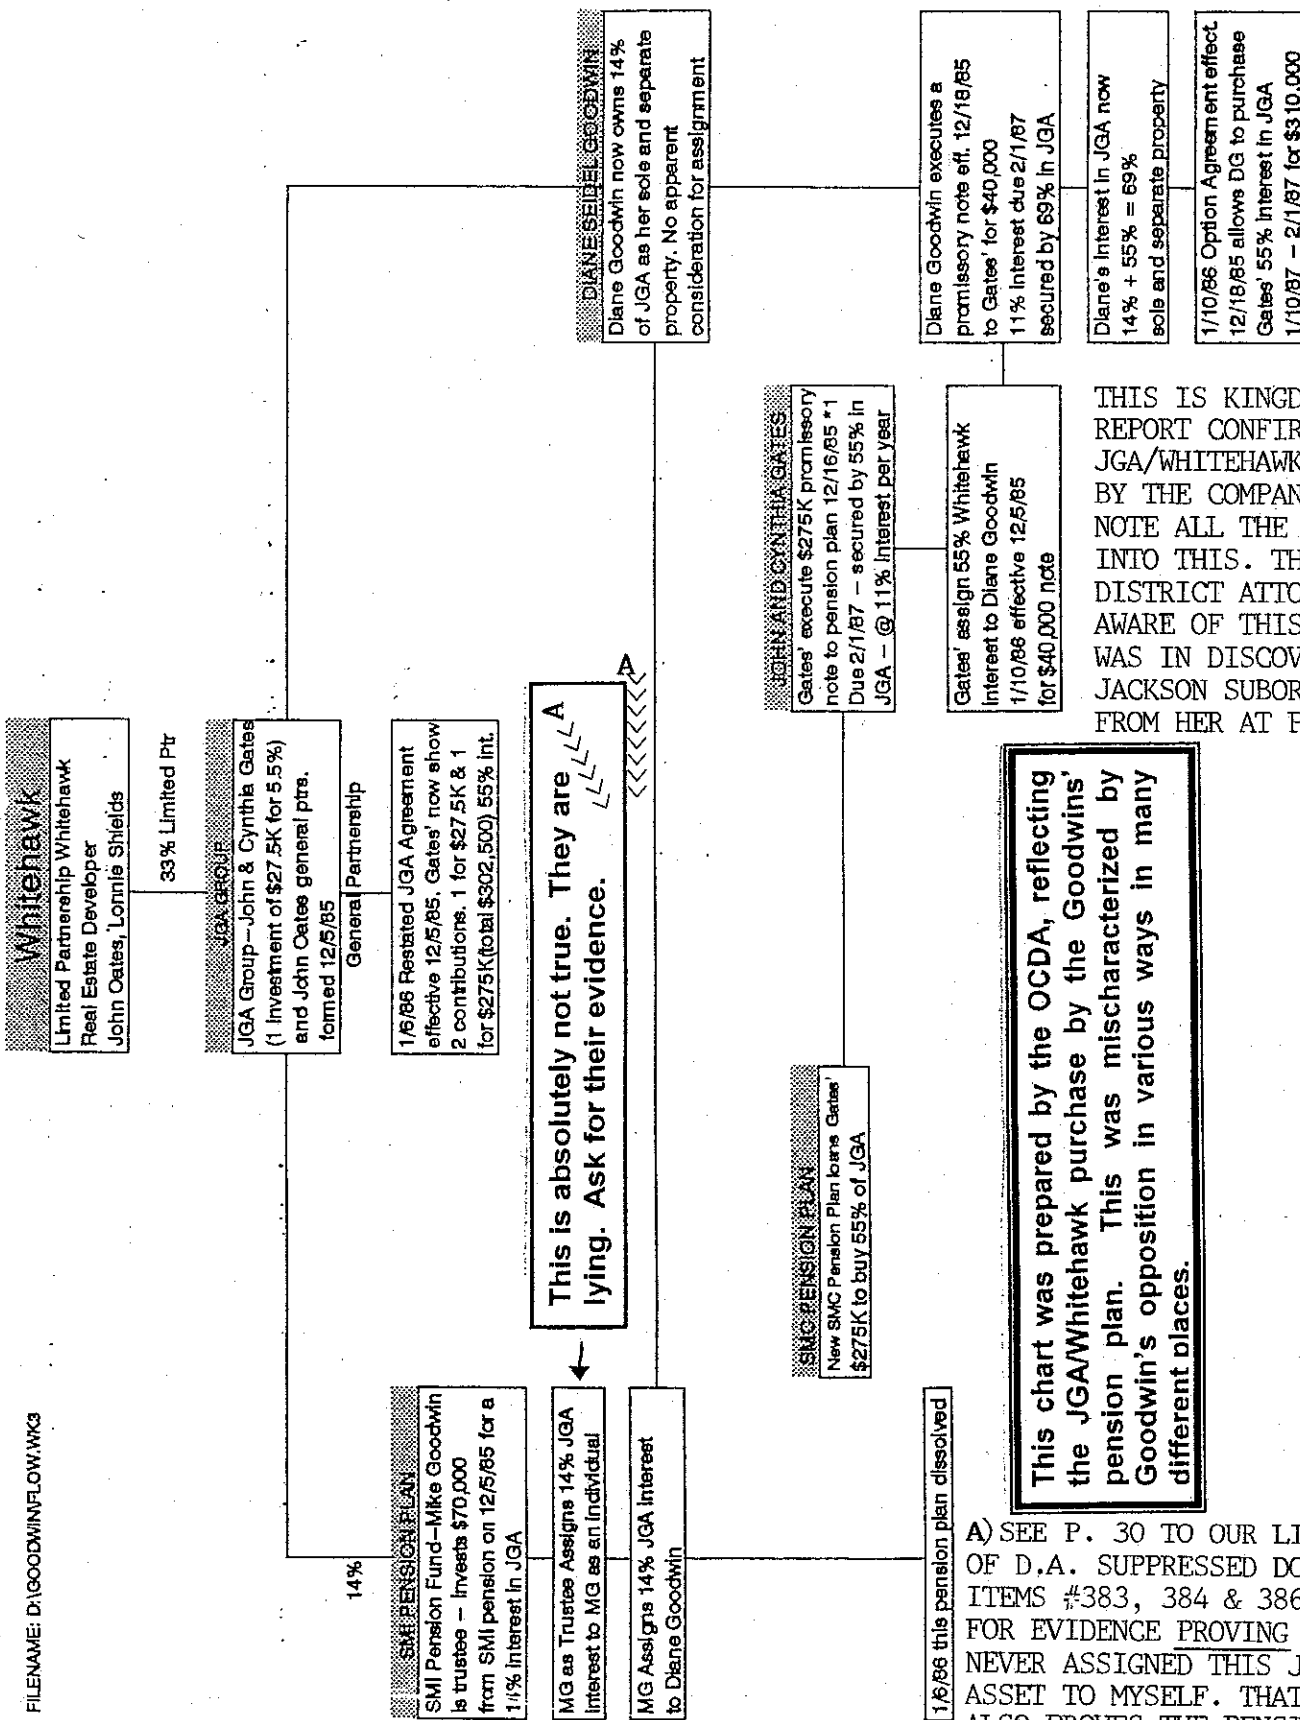 FILENAME: D:\GOODWIN\FLOW.WK3
Whitehawk
Limited Partnership Whitehawk
Real Estate Developer
John Oates, Lonnie Shields
33% Limited Ptr
JGA GROUP
JGA Group–John & Cynthia Gates
(1 Investment of $27.5K for 5.5%)
and John Oates general ptrs.
formed 12/5/85
General Partnership
1/6/86 Restated JGA Agreement
effective 12/5/85. Gates' now show
2 contributions. 1 for $27.5K & 1
for $275K(total $302,500) 55% int.
14%
SMI PENSION PLAN
SMI Pension Fund–Mike Goodwin
is trustee – Invests $70,000
from SMI pension on 12/5/85 for a
14% interest in JGA
MG as Trustee Assigns 14% JGA
Interest to MG as an Individual
MG Assigns 14% JGA Interest
to Diane Goodwin
1/6/86 this pension plan dissolved
This is absolutely not true. They are
lying. Ask for their evidence.
A
A
DIANE SEIDEL GOODWIN
Diane Goodwin now owns 14%
of JGA as her sole and separate
property. No apparent
consideration for assignment
SMC PENSION PLAN
New SMC Pension Plan loans Gates'
$275K to buy 55% of JGA
JOHN AND CYNTHIA GATES
Gates' execute $275K promissory
note to pension plan 12/16/85 *1
Due 2/1/87 – secured by 55% in
JGA – @ 11% Interest per year
Gates' assign 55% Whitehawk
Interest to Diane Goodwin
1/10/86 effective 12/5/85
for $40,000 note
Diane Goodwin executes a
promissory note eff. 12/18/85
to Gates' for $40,000
11% Interest due 2/1/87
secured by 69% in JGA
Diane's Interest in JGA now
14% + 55% = 69%
sole and separate property
1/10/86 Option Agreement effect.
12/18/85 allows DG to purchase
Gates' 55% Interest in JGA
1/10/87 – 2/1/87 for $310,000
This chart was prepared by the OCDA, reflecting
the JGA/Whitehawk purchase by the Goodwins'
pension plan. This was mischaracterized by
Goodwin's opposition in various ways in many
different places.
THIS IS KINGD
REPORT CONFIR
JGA/WHITEHAWK
BY THE COMPAN
NOTE ALL THE
INTO THIS. TH
DISTRICT ATTO
AWARE OF THIS
WAS IN DISCOV
JACKSON SUBOR
FROM HER AT P
A) SEE P. 30 TO OUR LI
OF D.A. SUPPRESSED DO
ITEMS #383, 384 & 386
FOR EVIDENCE PROVING
NEVER ASSIGNED THIS J
ASSET TO MYSELF. THAT
ALSO PROVES THE PENSI